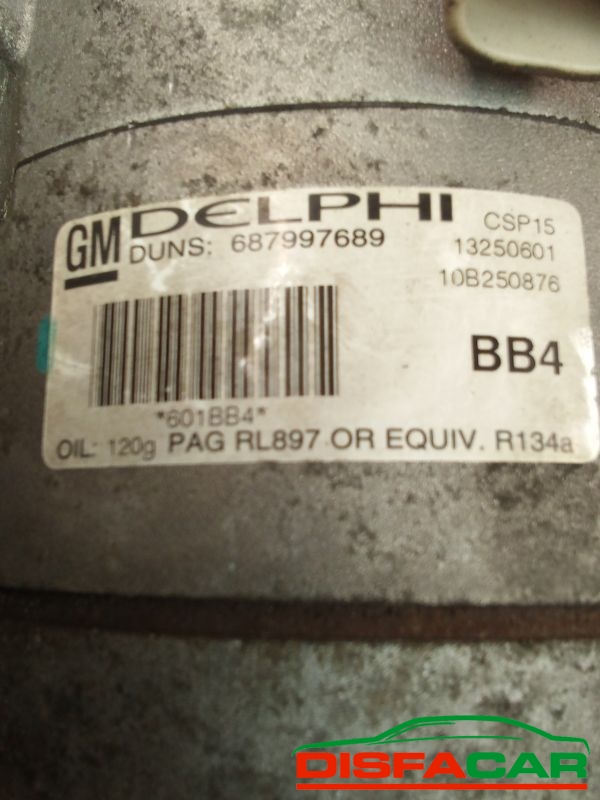 GM DELPHI CSP15
DUNS: 687997689 13250601
10B250876
BB4
*601BB4*
OIL: 120g PAG RL897 OR EQUIV. R134a
DISFACAR